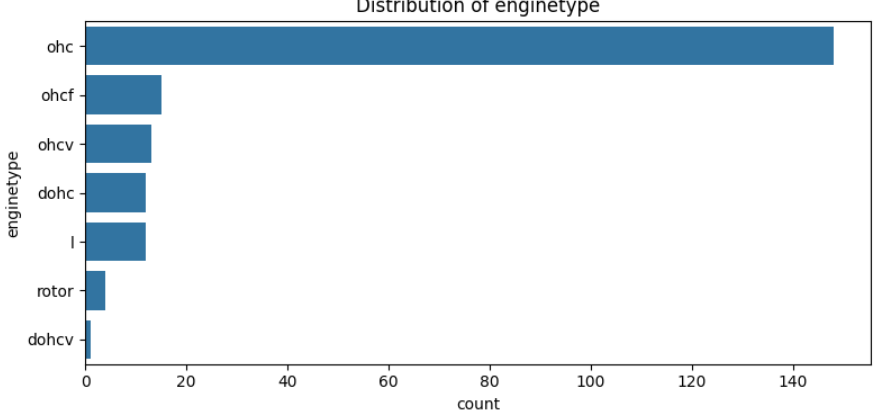 Distribution of enginetype
ohc
ohcf
ohcv
dohc
l
rotor
dohcv
enginetype
0 20 40 60 80 100 120 140
count